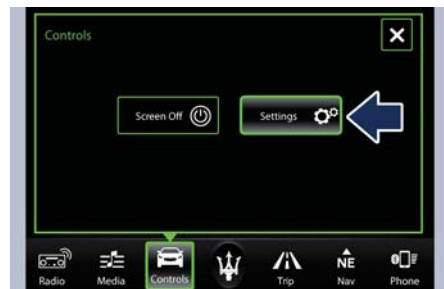 Controls
Screen Off
Settings
Radio
Media
Controls
Trip
NE
Nav
Phone